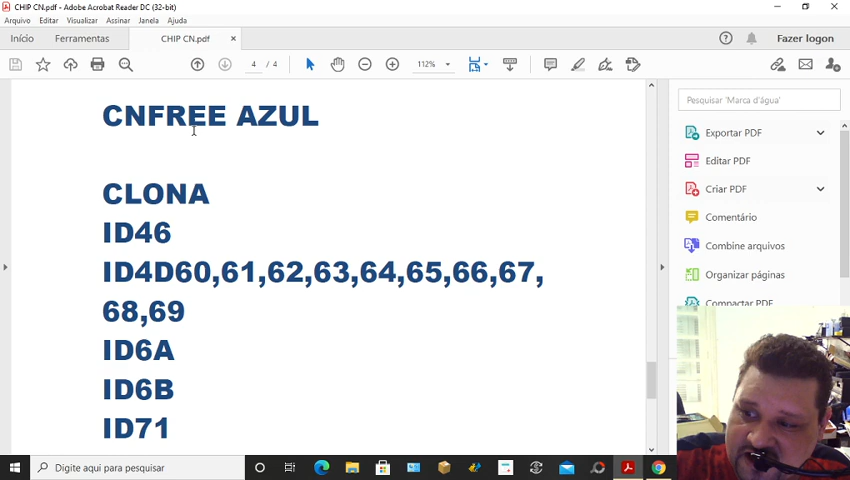 CHIP CN.pdf - Adobe Acrobat Reader DC (32-bit)
Arquivo Editar Visualizar Assinar Janela Ajuda
Início Ferramentas CHIP CN.pdf Fazer logon
4 / 4 112%
Pesquisar 'Marca d'água'
CNFREE AZUL
CLONA
ID46
ID4D60,61,62,63,64,65,66,67,
68,69
ID6A
ID6B
ID71
Exportar PDF
Editar PDF
Criar PDF
Comentário
Combine arquivos
Organizar páginas
Compactar PDF
Digite aqui para pesquisar